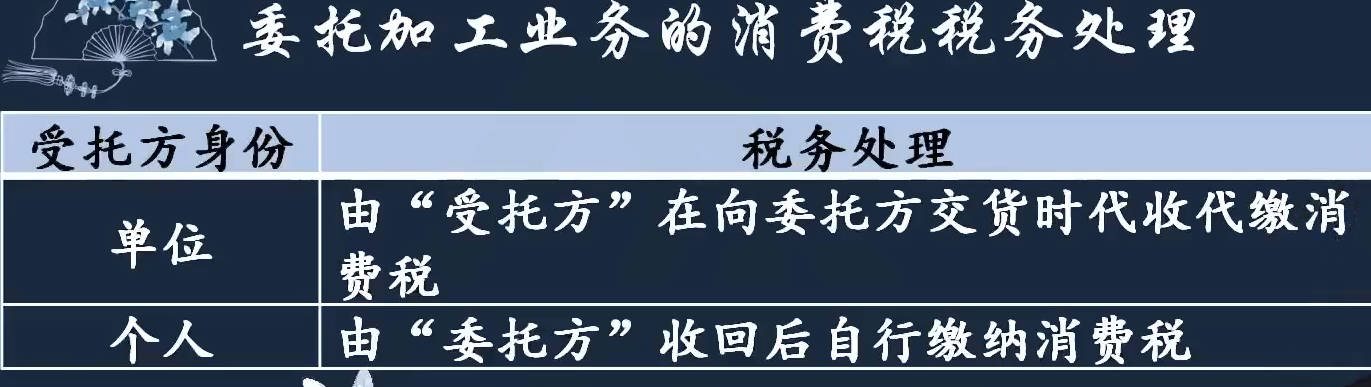 委托加工业务的消费税税务处理
受托方身份
税务处理
单位
由“受托方”在向委托方交货时代收代缴消
费税
个人
由“委托方”收回后自行缴纳消费税